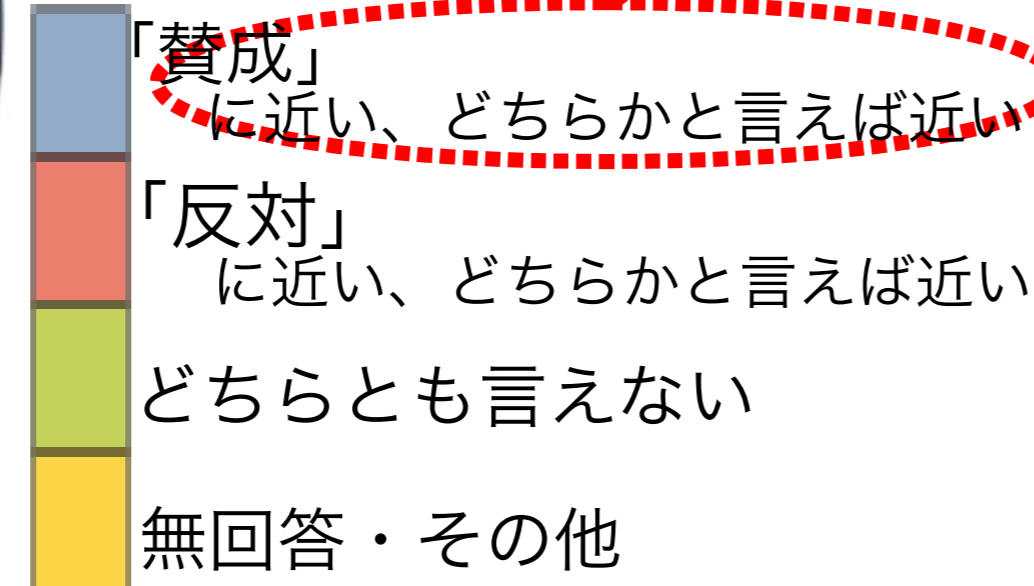 「賛成」
に近い、どちらかと言えば近い
「反対」
に近い、どちらかと言えば近い
どちらとも言えない
無回答・その他